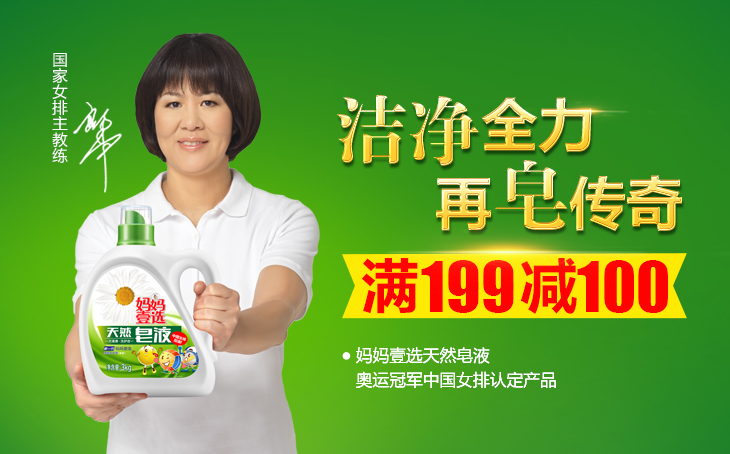 国家女排主教练
洁净全力
再皂传奇
满199减100
妈妈壹选
天然皂液
3kg
● 妈妈壹选天然皂液
奥运冠军中国女排认定产品